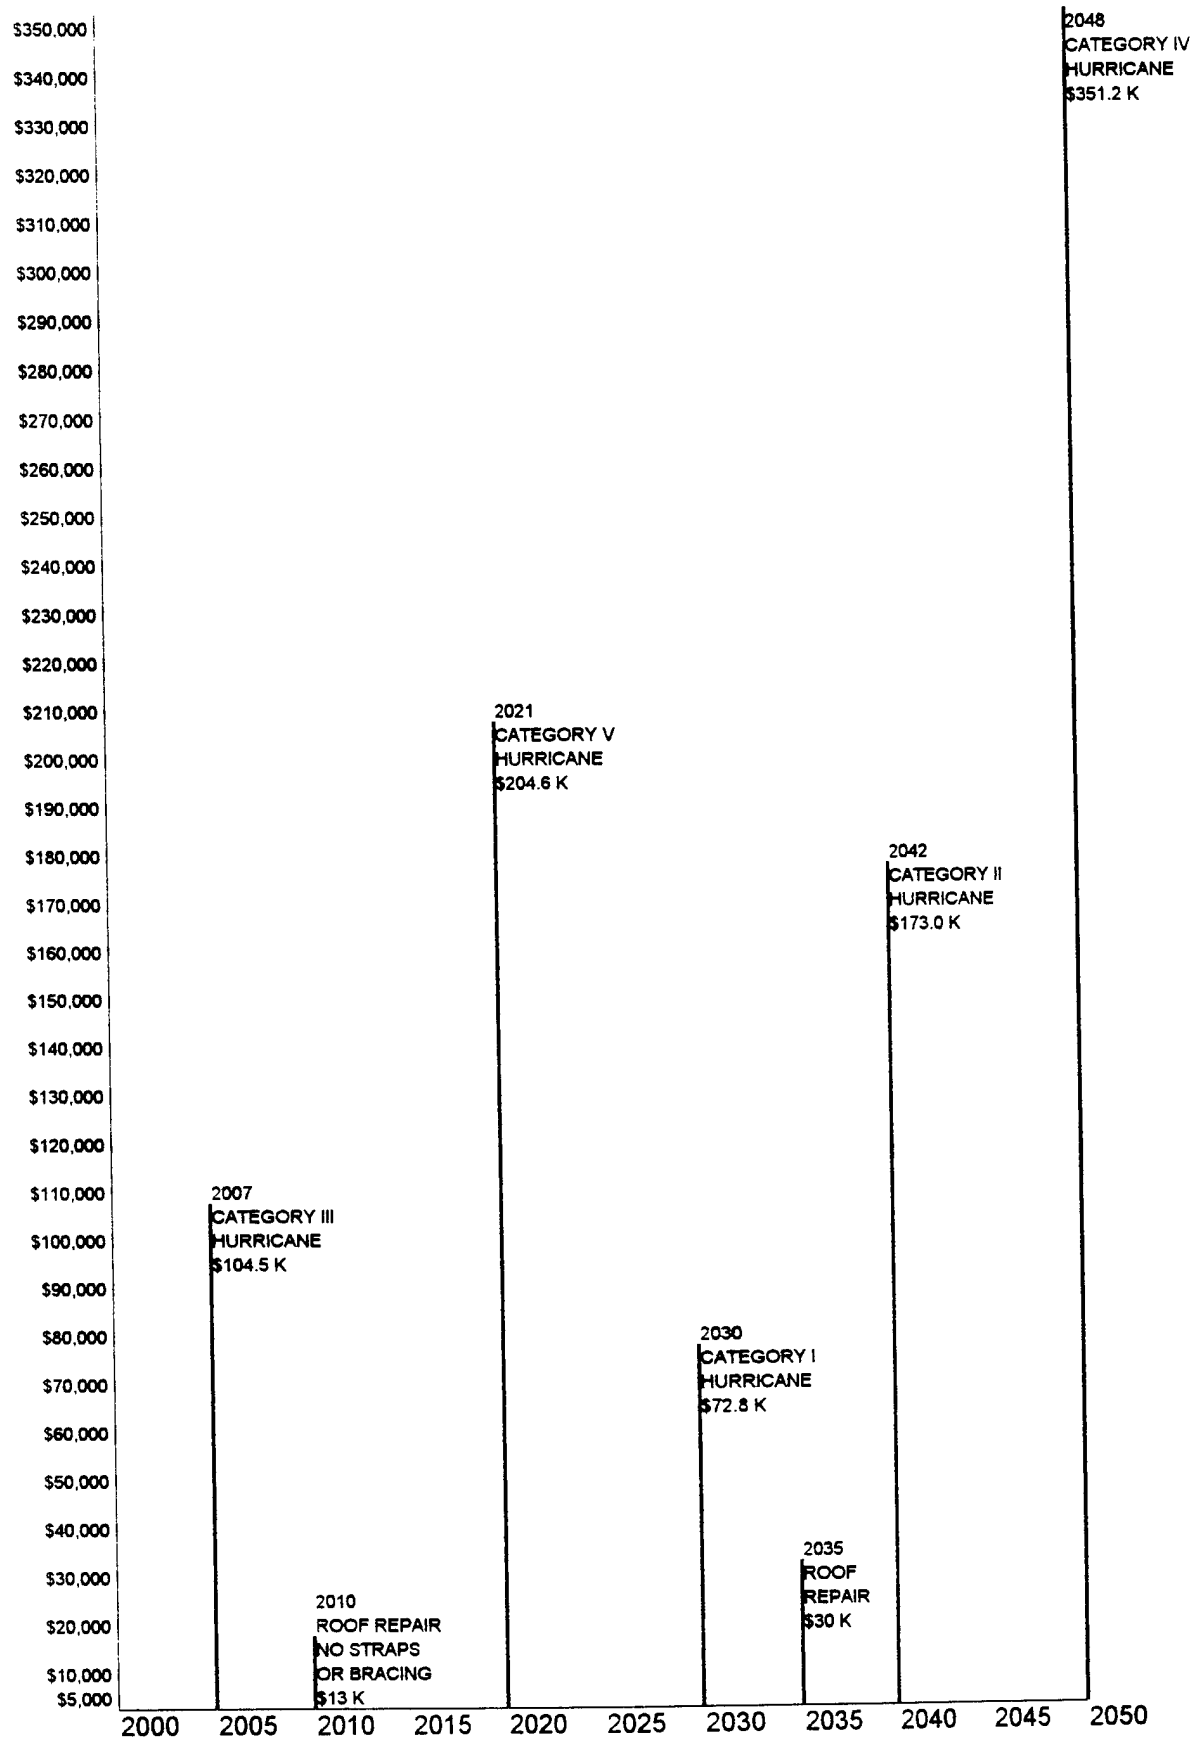 $350,000
$340,000
$330,000
$320,000
$310,000
$300,000
$290,000
$280,000
$270,000
$260,000
$250,000
$240,000
$230,000
$220,000
$210,000
$200,000
$190,000
$180,000
$170,000
$160,000
$150,000
$140,000
$130,000
$120,000
$110,000
$100,000
$90,000
$80,000
$70,000
$60,000
$50,000
$40,000
$30,000
$20,000
$10,000
$5,000
2007
CATEGORY III
HURRICANE
$104.5 K
2010
ROOF REPAIR
NO STRAPS
OR BRACING
$13 K
2021
CATEGORY V
HURRICANE
$204.6 K
2030
CATEGORY I
HURRICANE
$72.8 K
2035
ROOF
REPAIR
$30 K
2042
CATEGORY II
HURRICANE
$173.0 K
2048
CATEGORY IV
HURRICANE
$351.2 K
2000 2005 2010 2015 2020 2025 2030 2035 2040 2045 2050